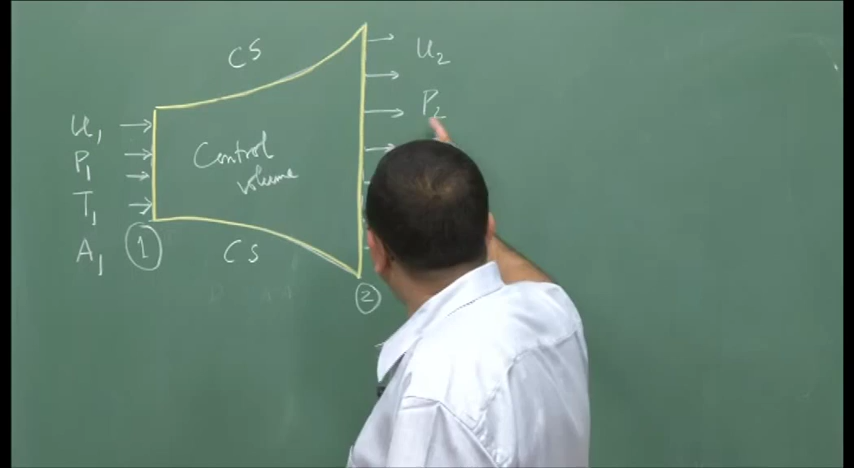 CS
u₁
P₁
T₁
A₁
①
Control
volume
CS
②
u₂
P₂